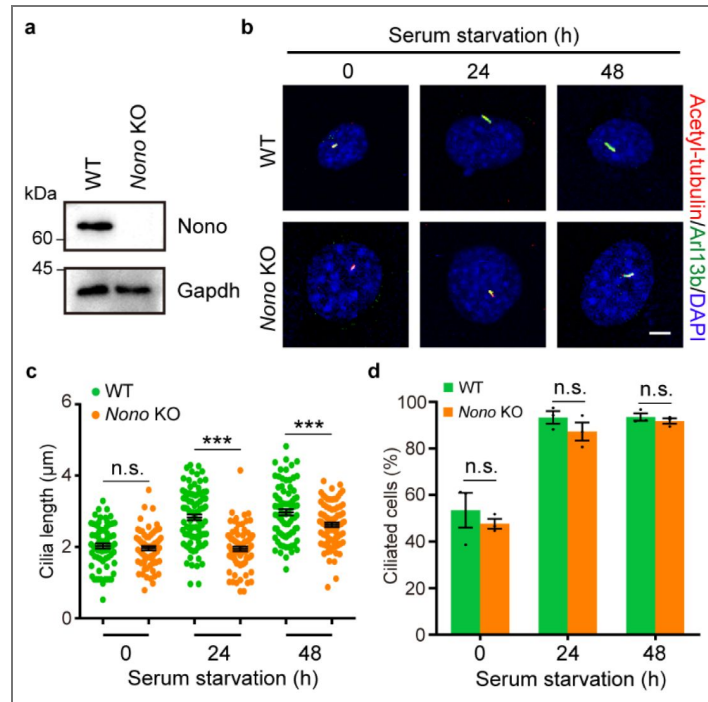 a
WT
Nono KO
kDa
60
45
Nono
Gapdh
b
Serum starvation (h)
0 24 48
WT
Nono KO
Acetyl-tubulin/Arl13b/DAPI
c
WT
Nono KO
Cilia length (μm)
6
4
2
0
n.s. *** ***
0 24 48
Serum starvation (h)
d
WT
Nono KO
Ciliated cells (%)
100
80
60
40
20
0
n.s. n.s. n.s.
0 24 48
Serum starvation (h)